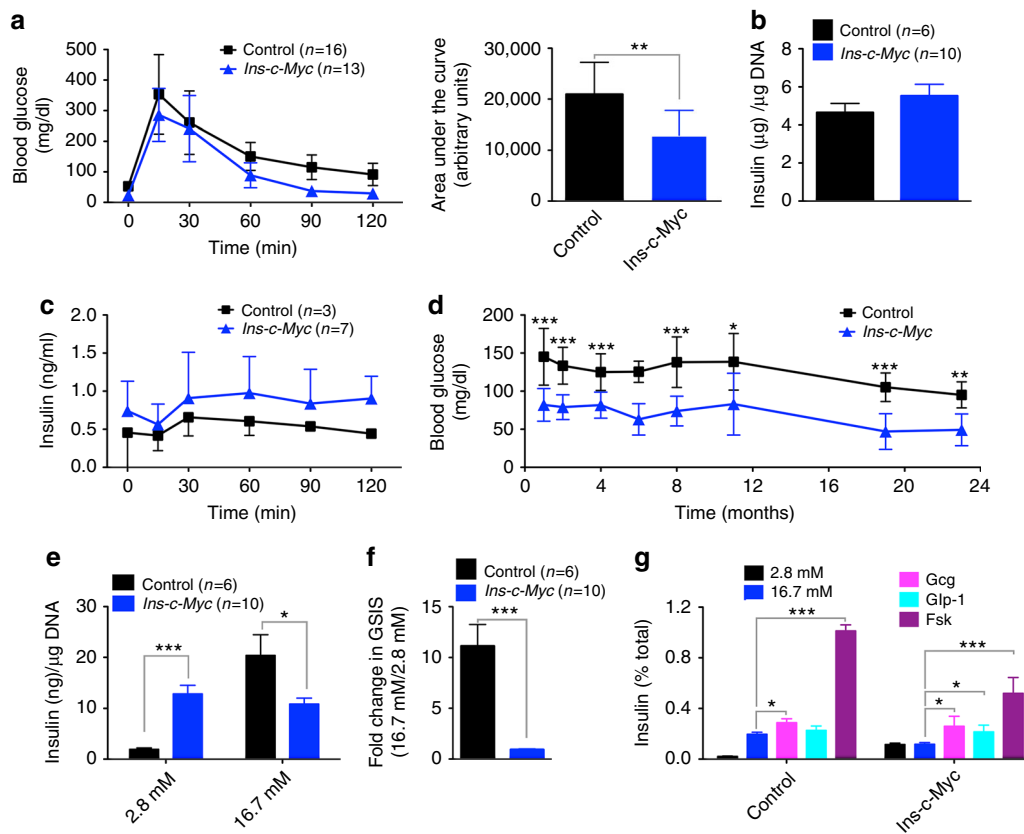 a
Blood glucose
(mg/dl)
500
400
300
200
100
0
Control (n=16)
Ins-c-Myc (n=13)
0 30 60 90 120
Time (min)
Area under the curve
(arbitrary units)
30,000
20,000
10,000
0
**
Control
Ins-c-Myc
b
Insulin (µg) /µg DNA
8
6
4
2
0
Control (n=6)
Ins-c-Myc (n=10)
c
Insulin (ng/ml)
2.0
1.5
1.0
0.5
0.0
Control (n=3)
Ins-c-Myc (n=7)
0 30 60 90 120
Time (min)
d
Blood glucose
(mg/dl)
200
150
100
50
0
Control
Ins-c-Myc
*** *** *** *** * *** **
0 4 8 12 16 20 24
Time (months)
e
Insulin (ng)/µg DNA
30
20
10
0
Control (n=6)
Ins-c-Myc (n=10)
*** *
2.8 mM
16.7 mM
f
Fold change in GSIS
(16.7 mM/2.8 mM)
15
10
5
0
Control (n=6)
Ins-c-Myc (n=10)
***
g
Insulin (% total)
1.2
0.8
0.4
0.0
2.8 mM
16.7 mM
Gcg
Glp-1
Fsk
***
*
***
*
*
Control
Ins-c-Myc